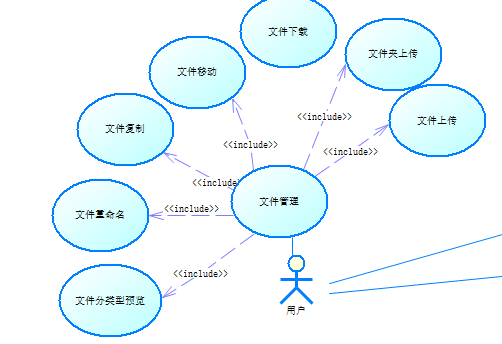 文件下载
文件夹上传
文件移动
<<include>>
文件上传
文件复制
<<include>>
<<include>>
<<include>
文件管理
文件重命名
<<include>>
<<include>>
文件分类型预览
用户